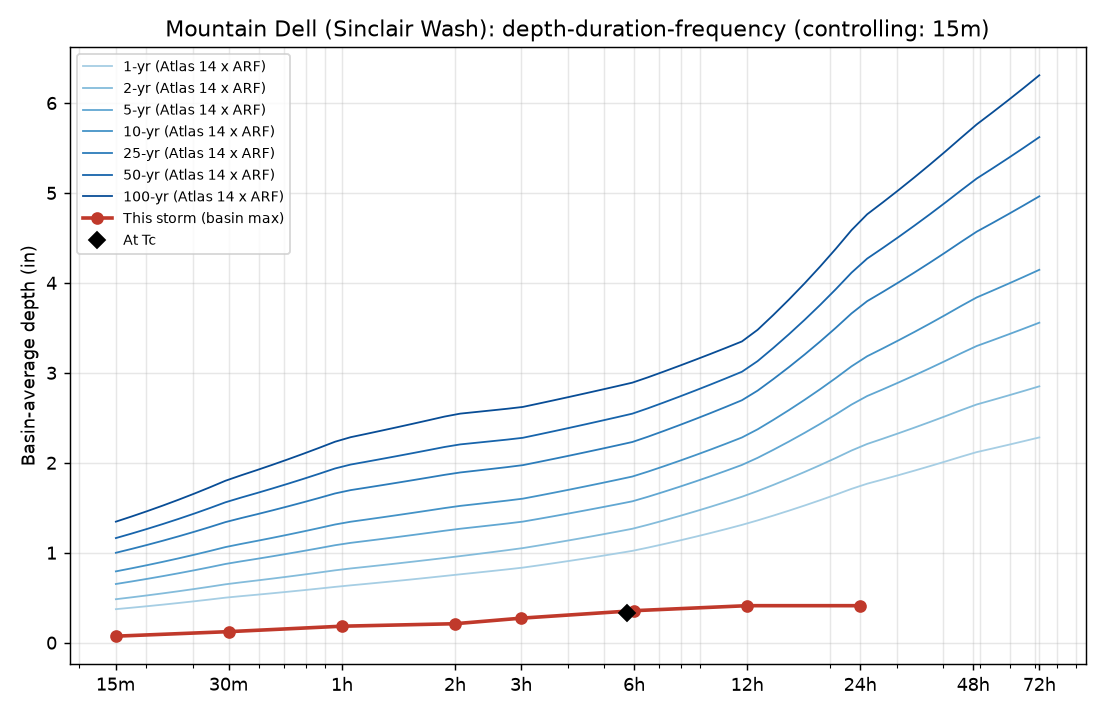 Mountain Dell (Sinclair Wash): depth-duration-frequency (controlling: 15m)
1-yr (Atlas 14 x ARF)
2-yr (Atlas 14 x ARF)
5-yr (Atlas 14 x ARF)
10-yr (Atlas 14 x ARF)
25-yr (Atlas 14 x ARF)
50-yr (Atlas 14 x ARF)
100-yr (Atlas 14 x ARF)
This storm (basin max)
At Tc
Basin-average depth (in)
6
5
4
3
2
1
0
15m 30m 1h 2h 3h 6h 12h 24h 48h 72h